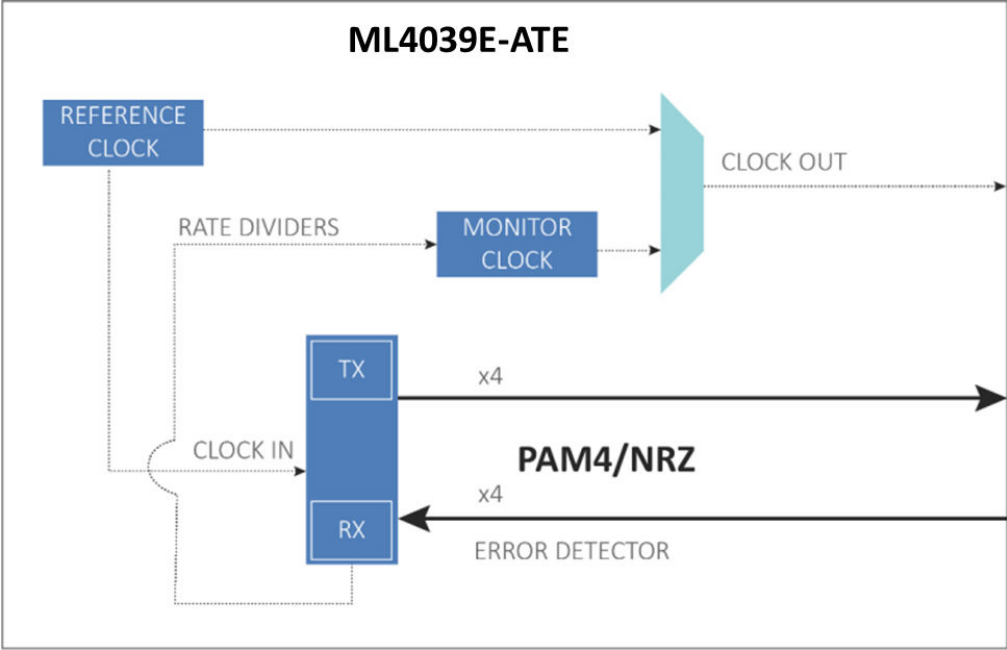 ML4039E-ATE
REFERENCE
CLOCK
CLOCK OUT
RATE DIVIDERS
MONITOR
CLOCK
TX
x4
CLOCK IN
PAM4/NRZ
x4
RX
ERROR DETECTOR